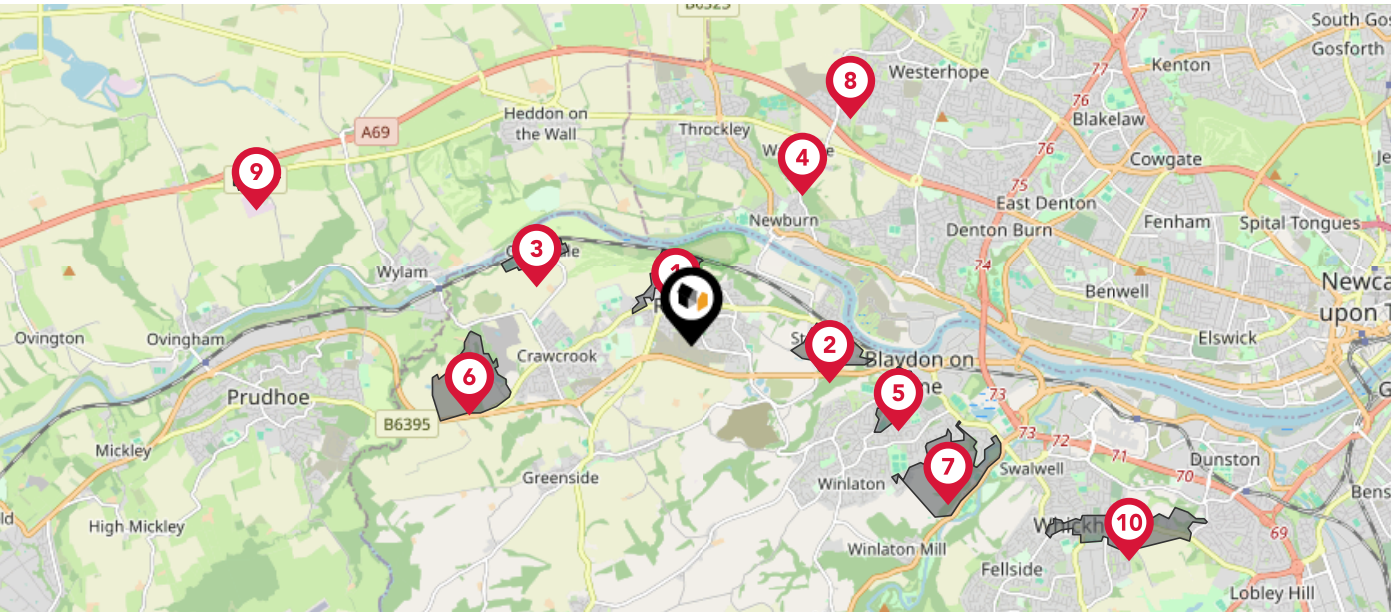 B6323
77
South Gos
Gosforth
Westerhope
Kenton
77
8
76
Blakelaw
Heddon on
the Wall
Throckley
A69
76
Cowgate
4
9
75
East Denton
Newburn
Fenham
Spital Tongues
Denton Burn
3
Wylam
74
1
Benwell
Newca
upon T
Ovington
Ovingham
2
Elswick
Crawcrook
Blaydon on
6
5
73
Prudhoe
B6395
73
72
Mickley
71
7
Swalwell
Dunston
70
Greenside
Winlaton
Bens
ld
High Mickley
10
69
Winlaton Mill
Fellside
Lobley Hill